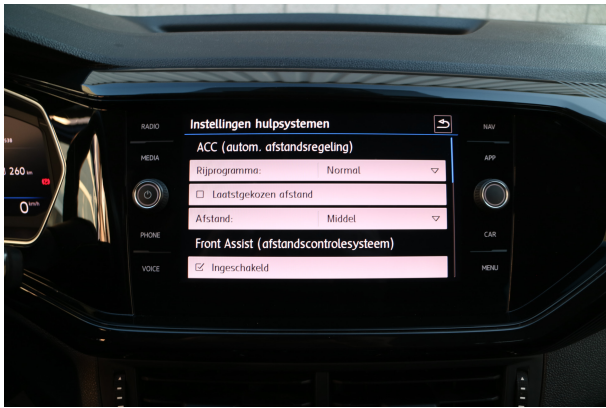 Instellingen hulpsystemen
ACC (autom. afstandsregeling)
Rijprogramma: Normal
Laatstgekozen afstand
Afstand: Middel
Front Assist (afstandscontrolesysteem)
Ingeschakeld
RADIO
MEDIA
PHONE
VOICE
NAV
APP
CAR
MENU
260 km
0 km/h